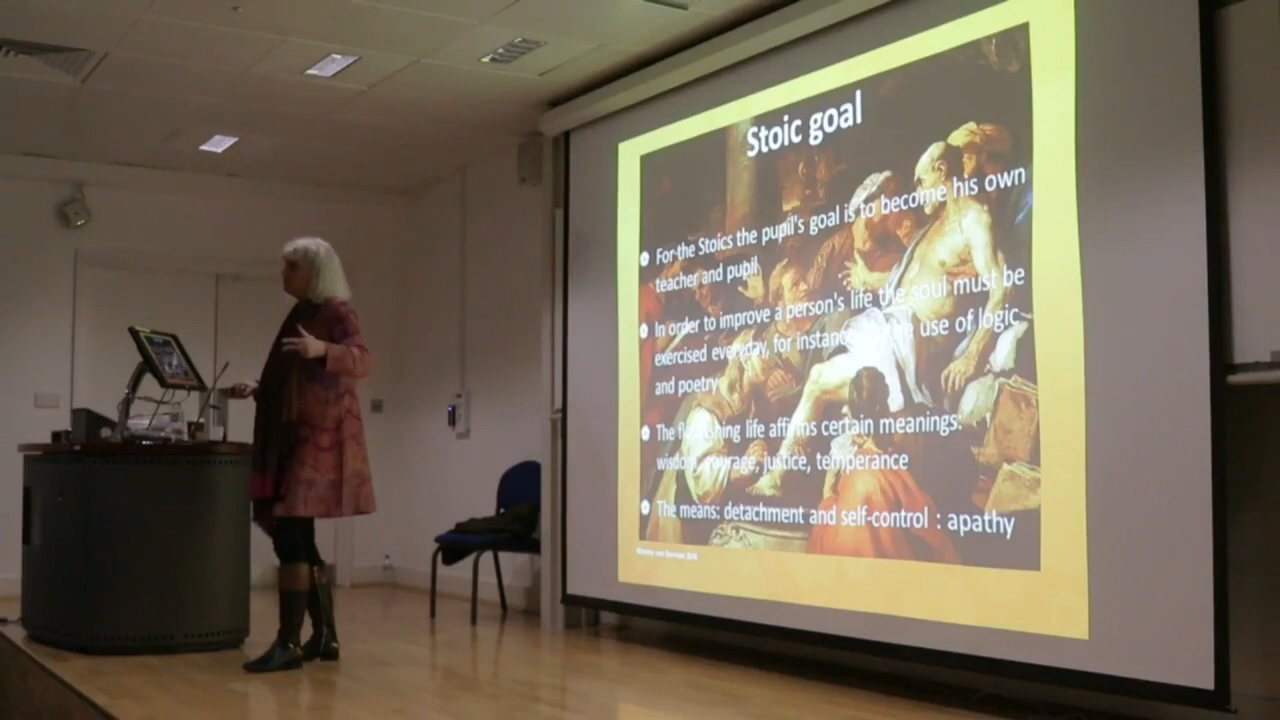 Stoic goal
For the Stoics the pupil's goal is to become his own
teacher and pupil
In order to improve a person's life the soul must be
exercised everyday, for instance the use of logic
and poetry
The flourishing life affirms certain meanings:
wisdom, courage, justice, temperance
The means: detachment and self-control : apathy